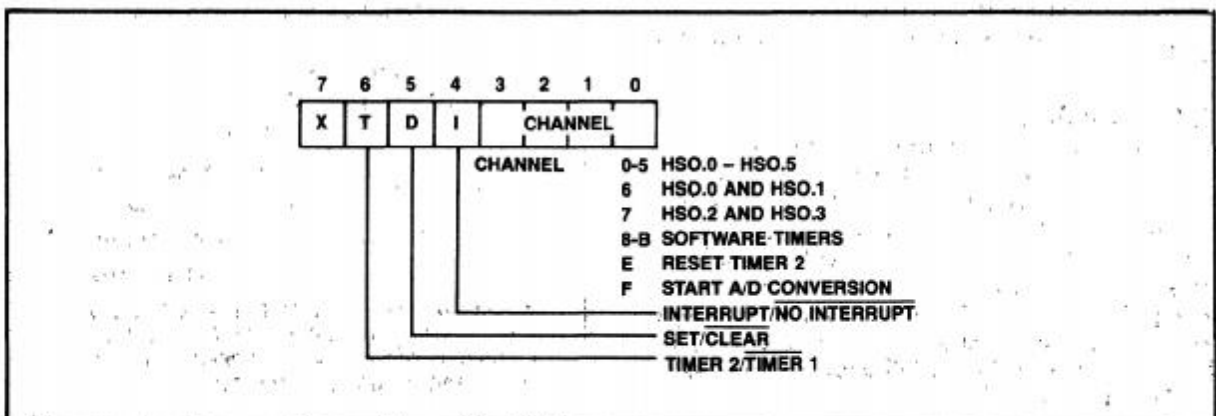 7 6 5 4 3 2 1 0
X T D I CHANNEL
CHANNEL 0-5 HSO.0 – HSO.5
6 HSO.0 AND HSO.1
7 HSO.2 AND HSO.3
8-B SOFTWARE TIMERS
E RESET TIMER 2
F START A/D CONVERSION
INTERRUPT/NO INTERRUPT
SET/CLEAR
TIMER 2/TIMER 1